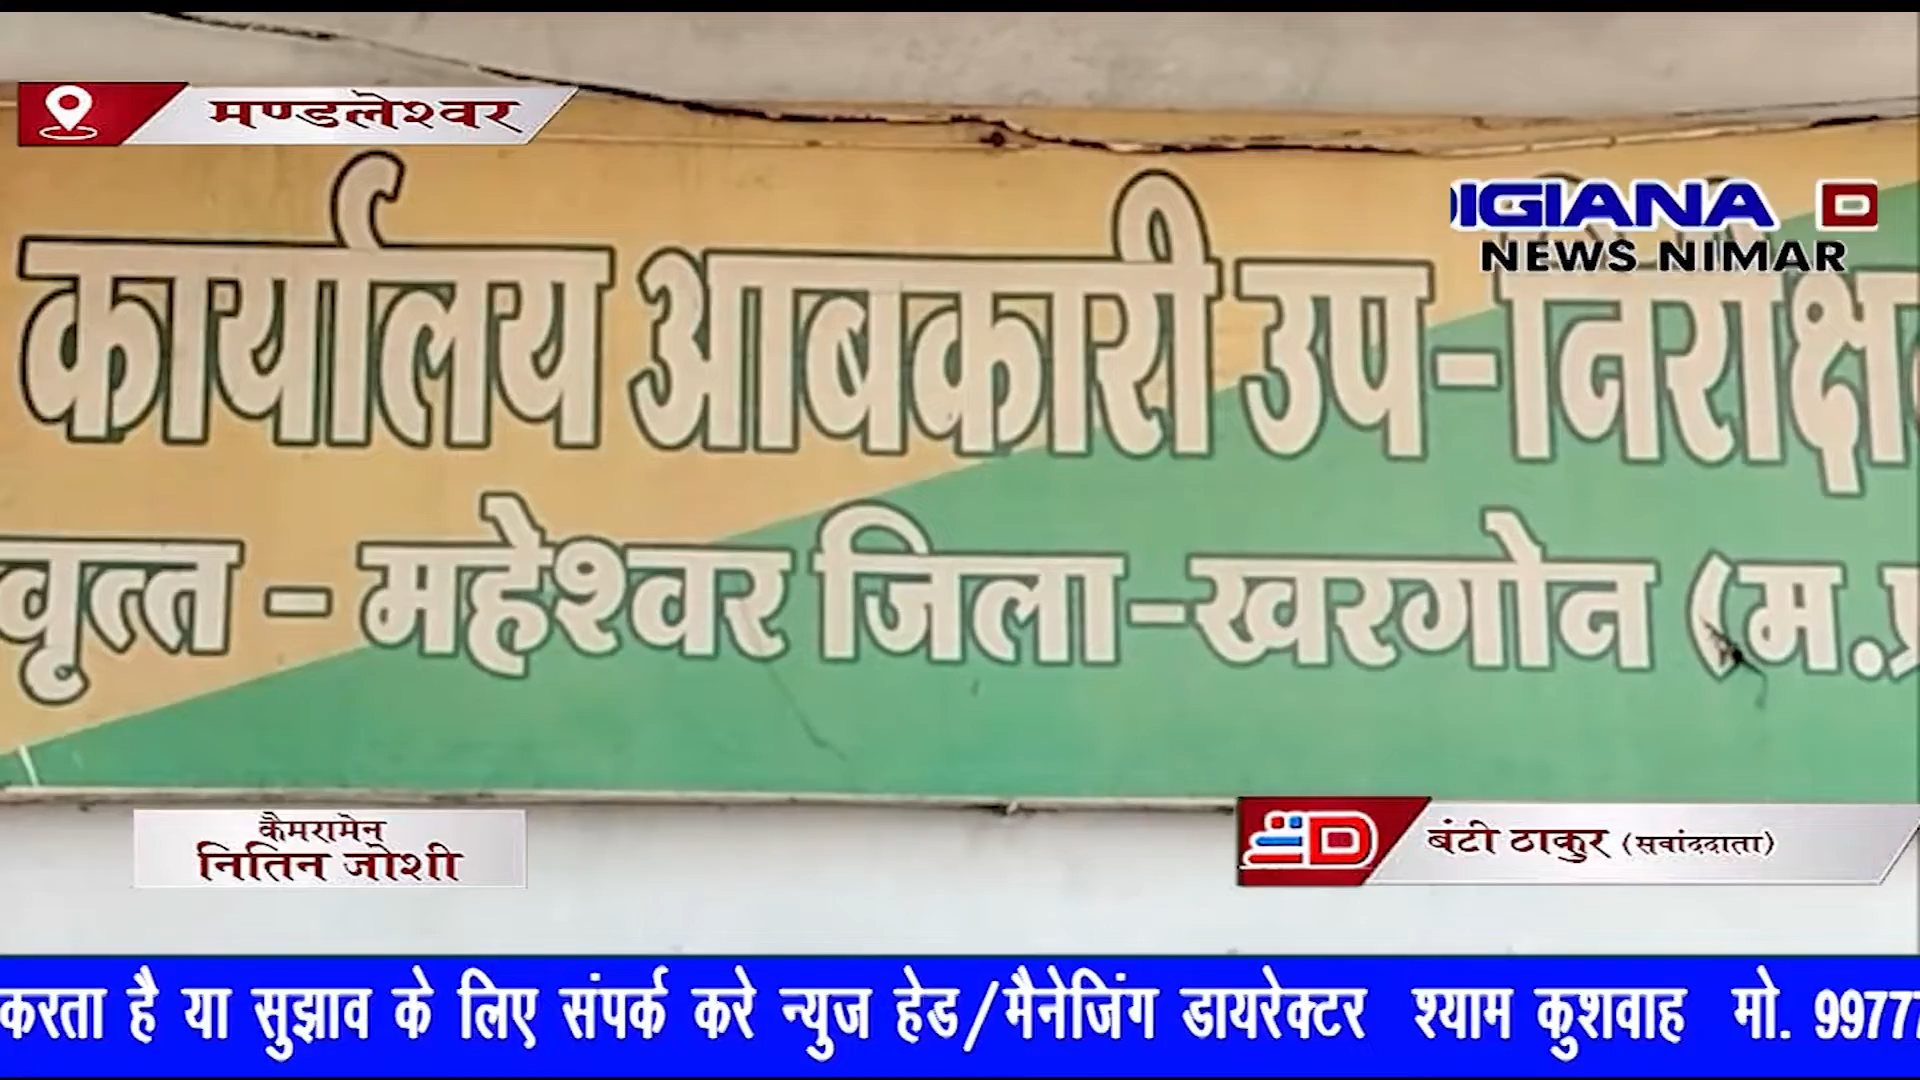 मण्डलेश्वर
IGIANA D
NEWS NIMAR
कार्यालय आबकारी उप-निरीक्ष
वृत्त - महेश्वर जिला-खरगोन (म.प्र
कैमरामेन
नितिन जोशी
बंटी ठाकुर (सवांददाता)
करता है या सुझाव के लिए संपर्क करे न्युज हेड/मैनेजिंग डायरेक्टर श्याम कुशवाह मो. 99777